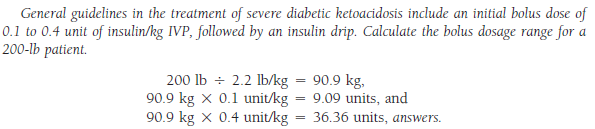 General guidelines in the treatment of severe diabetic ketoacidosis include an initial bolus dose of
0.1 to 0.4 unit of insulin/kg IVP, followed by an insulin drip. Calculate the bolus dosage range for a
200-lb patient.
200 lb ÷ 2.2 lb/kg = 90.9 kg,
90.9 kg × 0.1 unit/kg = 9.09 units, and
90.9 kg × 0.4 unit/kg = 36.36 units, answers.